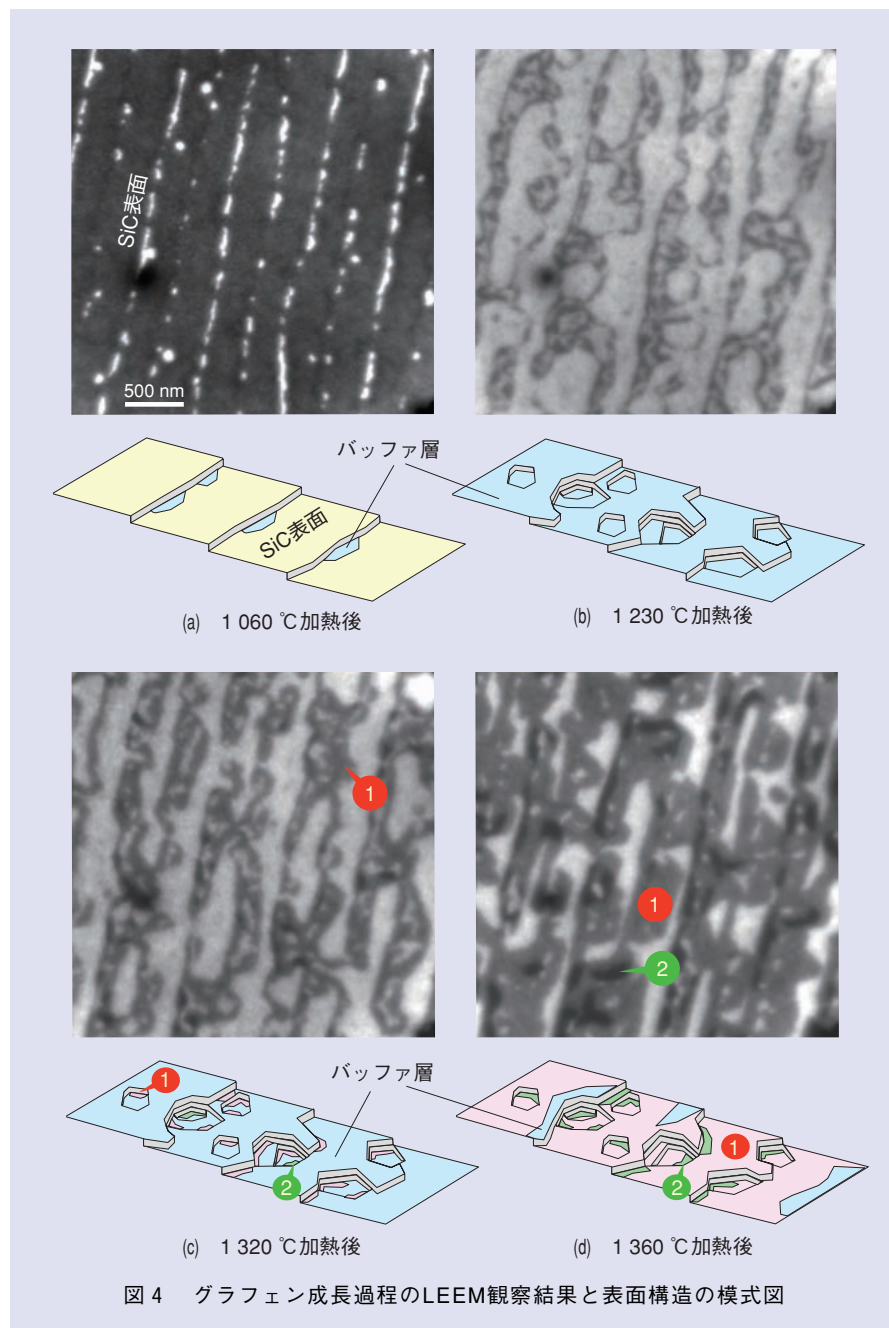 SiC表面
500 nm
バッファ層
SiC表面
(a) 1 060 ℃加熱後
(b) 1 230 ℃加熱後
1
1
2
バッファ層
1
2
1
2
(c) 1 320 ℃加熱後
(d) 1 360 ℃加熱後
図 4 グラフェン成長過程のLEEM観察結果と表面構造の模式図